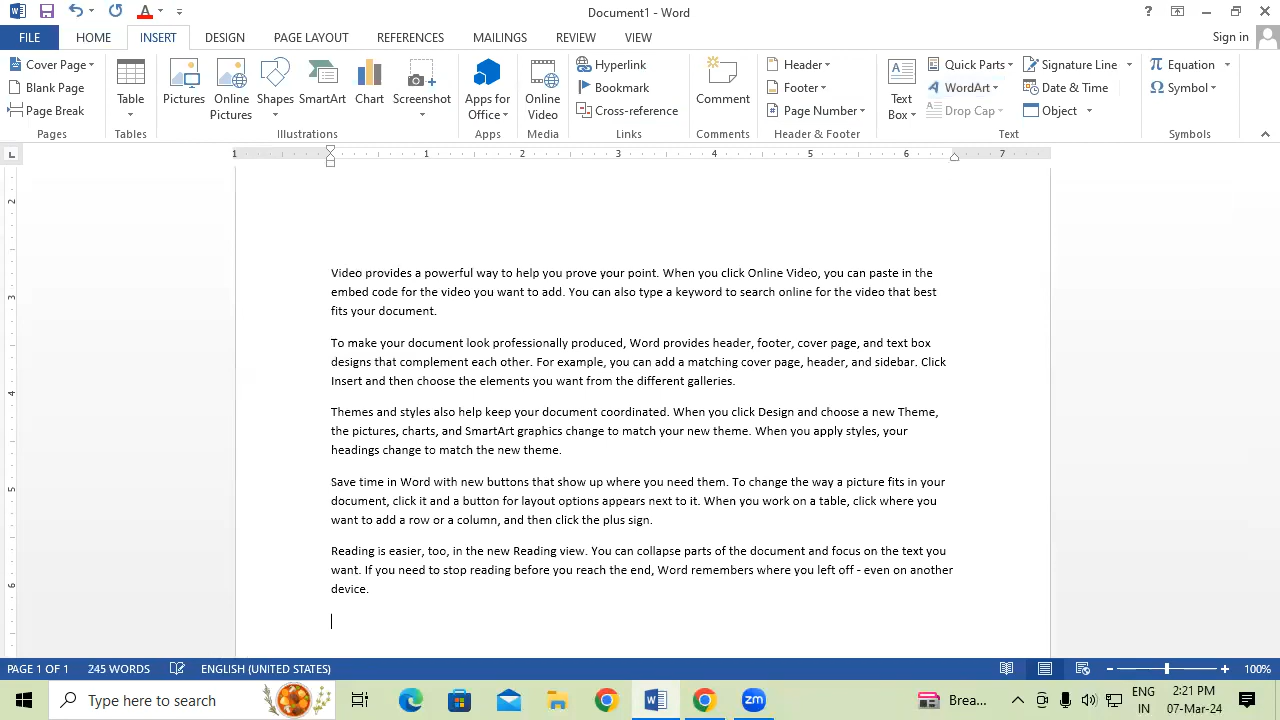 Document1 - Word
FILE HOME INSERT DESIGN PAGE LAYOUT REFERENCES MAILINGS REVIEW VIEW Sign in
Cover Page
Blank Page
Page Break
Pages
Table
Tables
Pictures
Online Pictures
Shapes
SmartArt
Chart
Screenshot
Illustrations
Apps for Office
Apps
Online Video
Media
Hyperlink
Bookmark
Cross-reference
Links
Comment
Comments
Header
Footer
Page Number
Header & Footer
Text Box
Quick Parts
WordArt
Drop Cap
Signature Line
Date & Time
Object
Text
Equation
Symbol
Symbols
1 1 2 3 4 5 6 7
2
3
4
5
6
Video provides a powerful way to help you prove your point. When you click Online Video, you can paste in the
embed code for the video you want to add. You can also type a keyword to search online for the video that best
fits your document.
To make your document look professionally produced, Word provides header, footer, cover page, and text box
designs that complement each other. For example, you can add a matching cover page, header, and sidebar. Click
Insert and then choose the elements you want from the different galleries.
Themes and styles also help keep your document coordinated. When you click Design and choose a new Theme,
the pictures, charts, and SmartArt graphics change to match your new theme. When you apply styles, your
headings change to match the new theme.
Save time in Word with new buttons that show up where you need them. To change the way a picture fits in your
document, click it and a button for layout options appears next to it. When you work on a table, click where you
want to add a row or a column, and then click the plus sign.
Reading is easier, too, in the new Reading view. You can collapse parts of the document and focus on the text you
want. If you need to stop reading before you reach the end, Word remembers where you left off - even on another
device.
PAGE 1 OF 1 245 WORDS ENGLISH (UNITED STATES) 100%
Type here to search
zm
Brea...
ENG
IN
2:21 PM
07-Mar-24